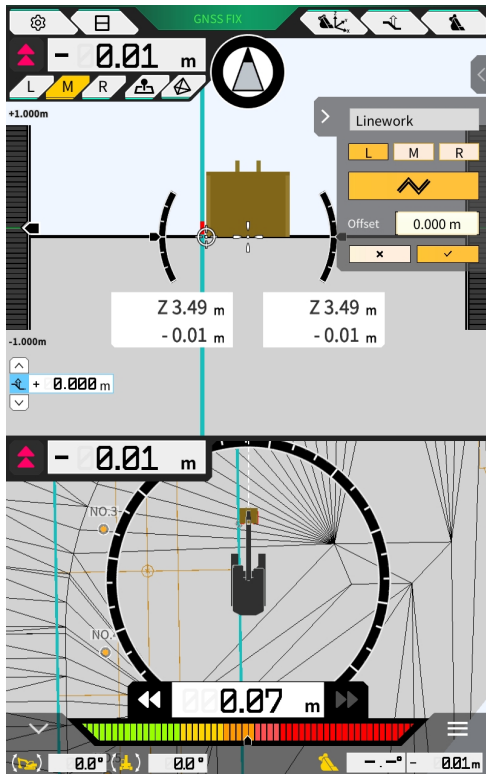 GNSS FIX
- 0.01 m
L M R
+1.000m
Linework
L M R
Offset 0.000 m
Z 3.49 m
- 0.01 m
Z 3.49 m
- 0.01 m
-1.000m
+ 0.000 m
- 0.01 m
NO.3
NO.
0.07 m
0.0° 0.0° -.-° - 0.01m